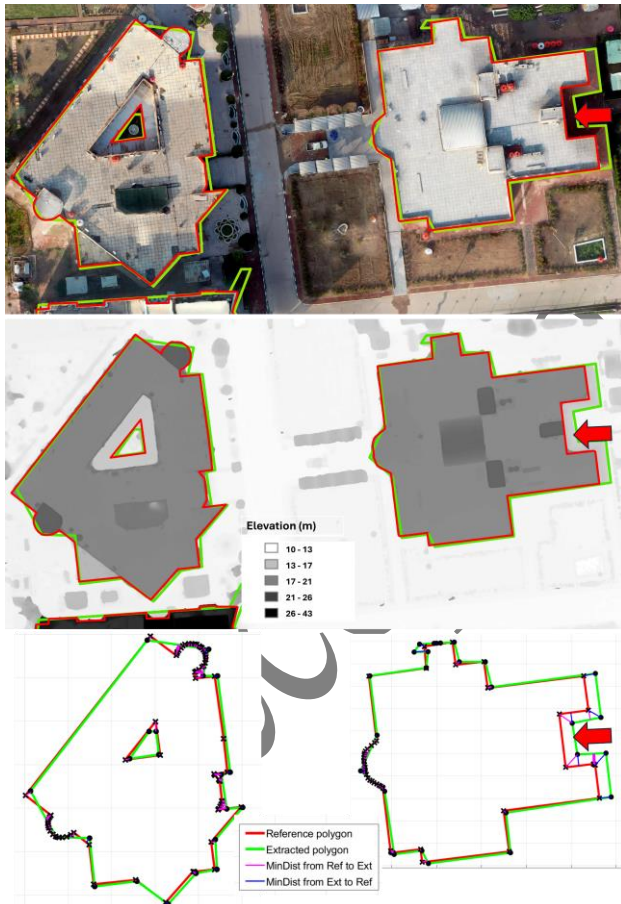 Elevation (m)
10 - 13
13 - 17
17 - 21
21 - 26
26 - 43
Reference polygon
Extracted polygon
MinDist from Ref to Ext
MinDist from Ext to Ref